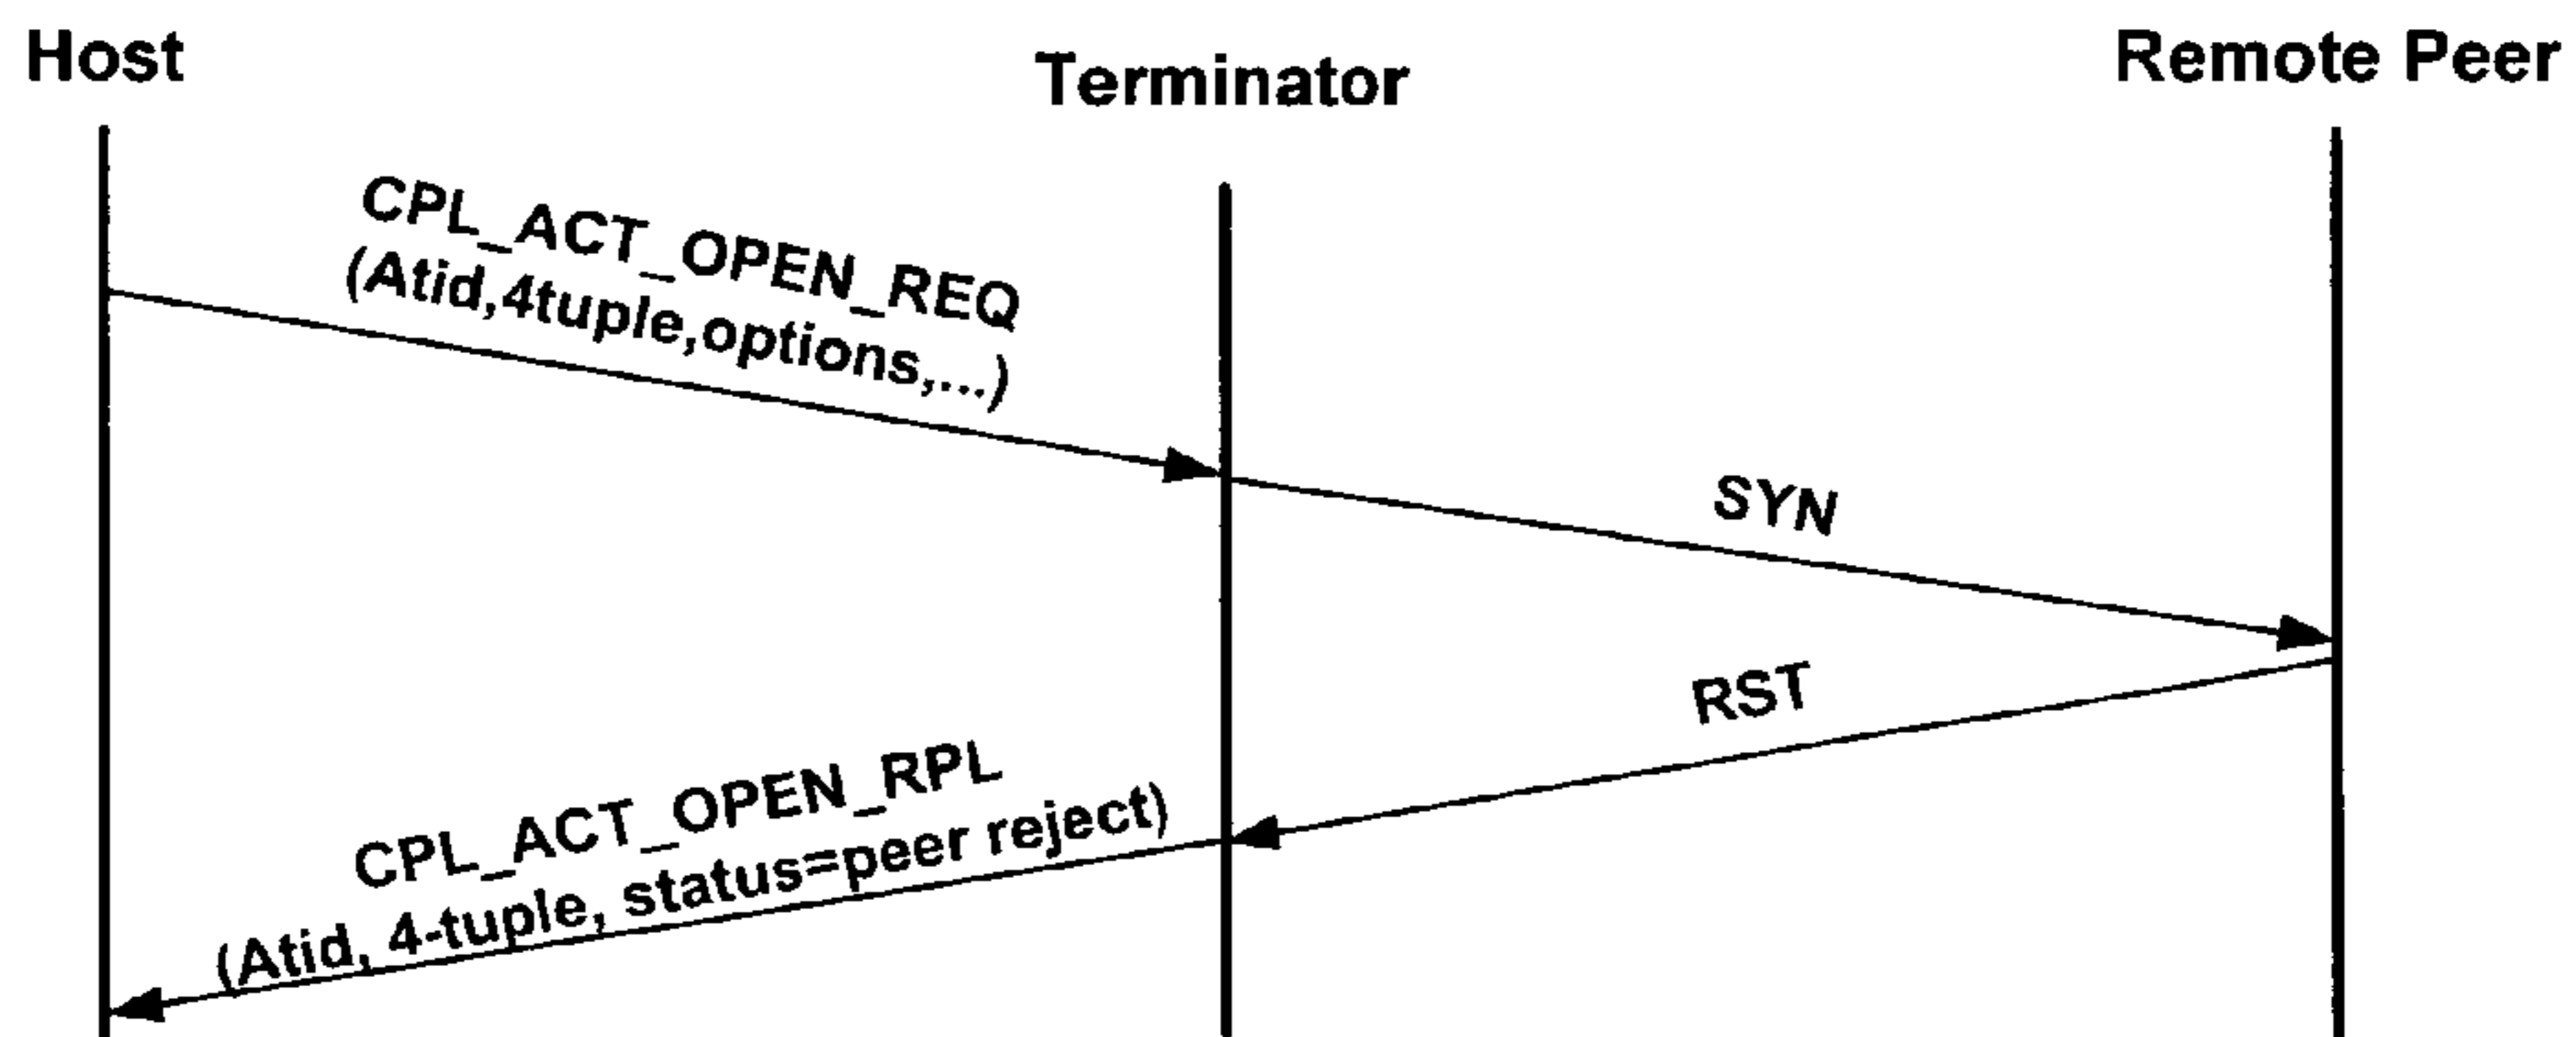 Host
Terminator
Remote Peer
CPL_ACT_OPEN_REQ
(Atid,4tuple,options,...)
SYN
RST
CPL_ACT_OPEN_RPL
(Atid, 4-tuple, status=peer reject)